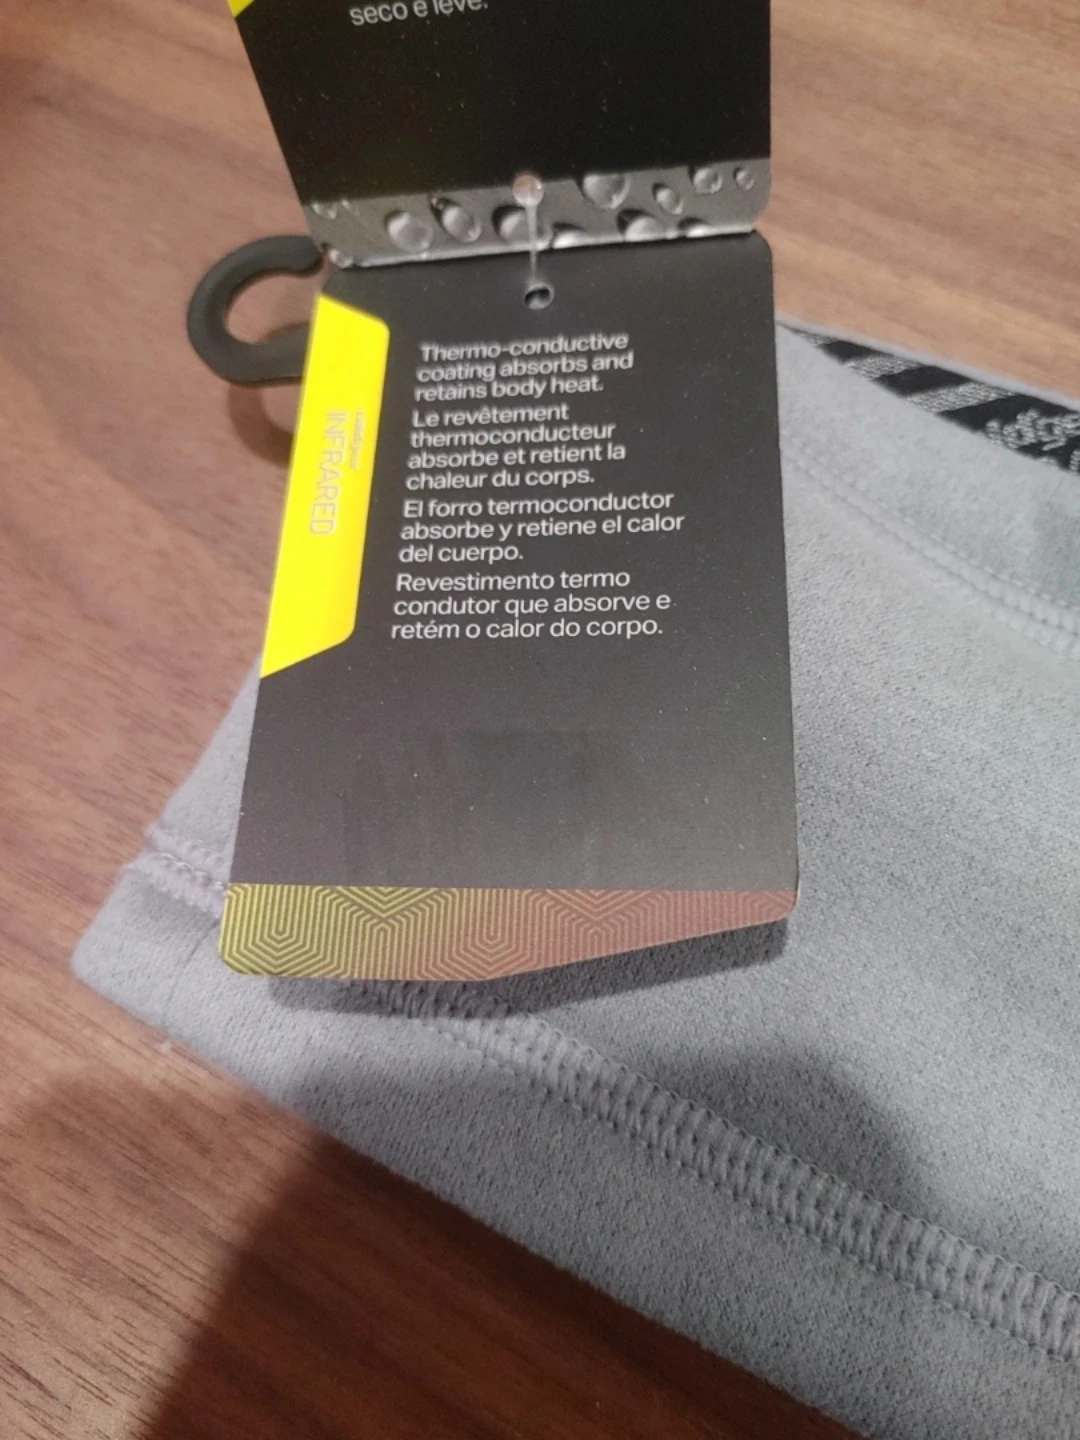 seco e leve.
Thermo-conductive
coating absorbs and
retains body heat.
Le revêtement
thermoconducteur
absorbe et retient la
chaleur du corps.
El forro termoconductor
absorbe y retiene el calor
del cuerpo.
Revestimento termo
condutor que absorve e
retém o calor do corpo.
INFRARED